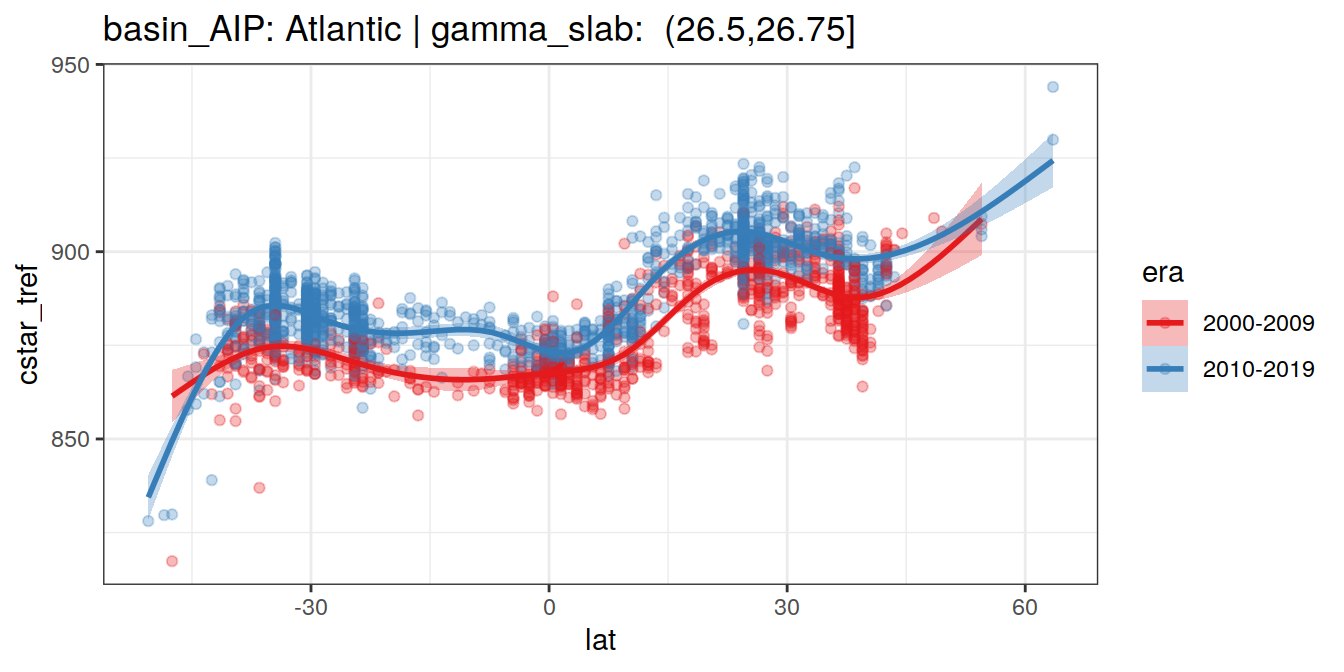 basin_AIP: Atlantic | gamma_slab:  (26.5,26.75]
950
900
850
cstar_tref
-30
0
30
60
lat
era
2000-2009
2010-2019